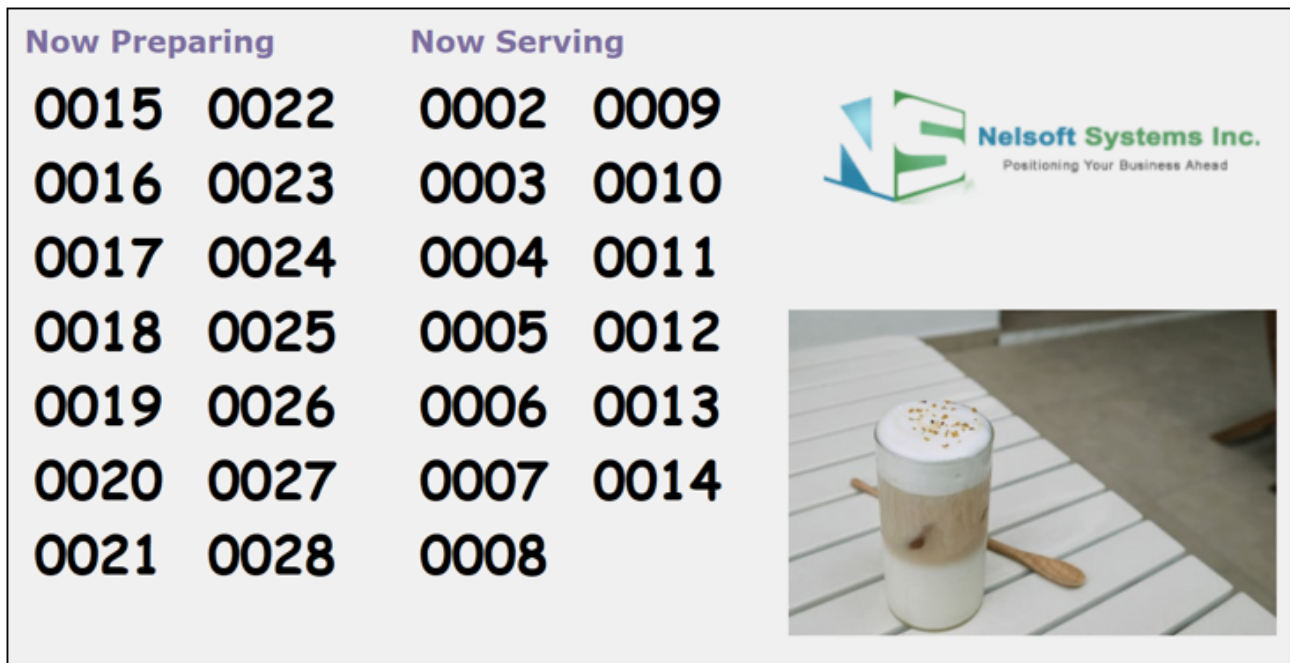 Now Preparing
0015 0022
0016 0023
0017 0024
0018 0025
0019 0026
0020 0027
0021 0028
Now Serving
0002 0009
0003 0010
0004 0011
0005 0012
0006 0013
0007 0014
0008
NS
Nelsoft Systems Inc.
Positioning Your Business Ahead